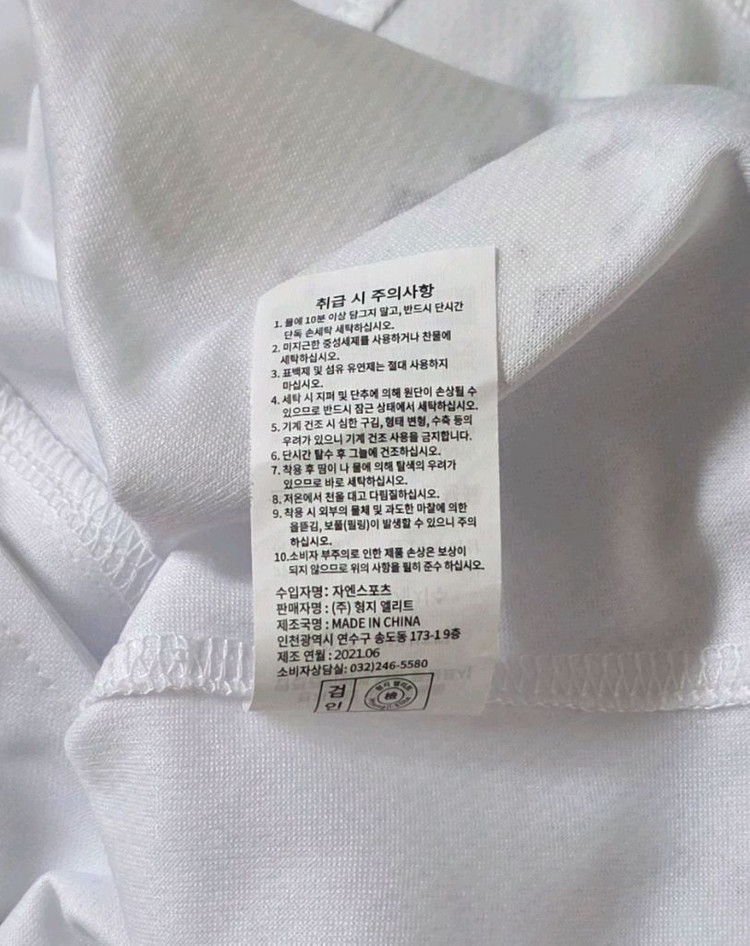 취급 시 주의사항
1. 물에 10분 이상 담그지 말고, 반드시 단시간
단독 손세탁 세탁하십시오.
2. 미지근한 중성세제를 사용하거나 찬물에
세탁하십시오.
3. 표백제 및 섬유 유연제는 절대 사용하지
마십시오.
4. 세탁 시 지퍼 및 단추에 의해 원단이 손상될 수
있으므로 반드시 잠근 상태에서 세탁하십시오.
5. 기계 건조 시 심한 구김, 형태 변형, 수축 등의
우려가 있으니 기계 건조 사용을 금지합니다.
6. 단시간 탈수 후 그늘에 건조하십시오.
7. 착용 후 땀이 나 물에 의해 탈색의 우려가
있으므로 바로 세탁하십시오.
8. 저온에서 천을 대고 다림질하십시오.
9. 착용 시 외부의 물체 및 과도한 마찰에 의한
올뜯김, 보풀(필링)이 발생할 수 있으니 주의
하십시오.
10.소비자 부주의로 인한 제품 손상은 보상이
되지 않으므로 위의 사항을 필히 준수 하십시오.
수입자명: 자엔스포츠
판매자명 : (주) 형지 엘리트
제조국명 : MADE IN CHINA
인천광역시 연수구 송도동 173-1 9층
제조 연월 : 2021.06
소비자상담실: 032)246-5580
검
인
형지 엘리트
檢